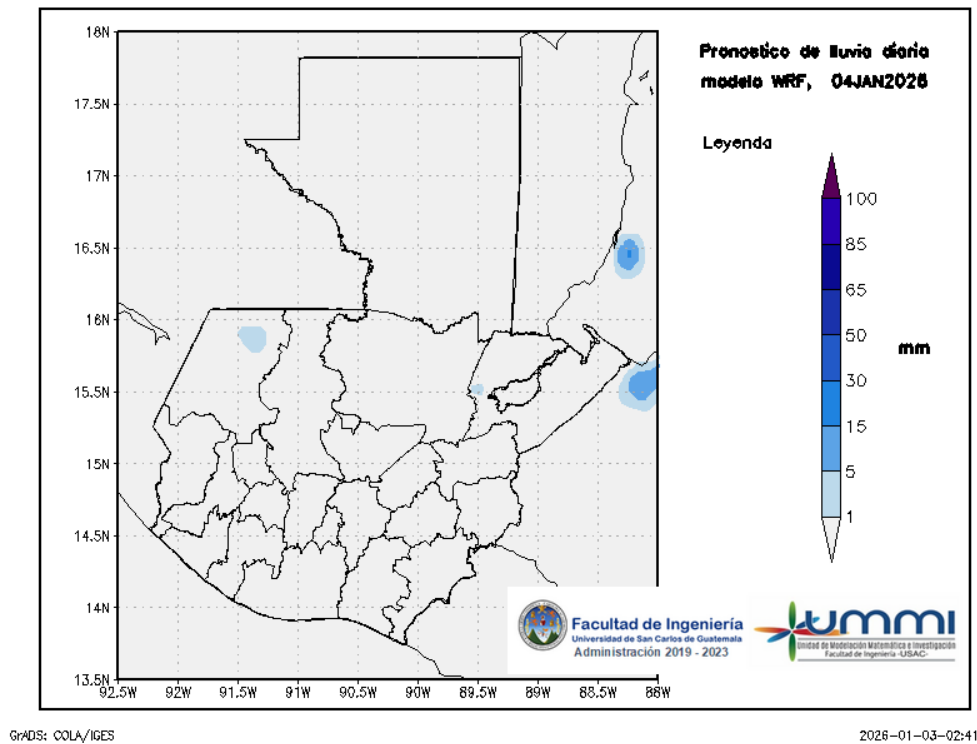 Pronostico de lluvia diaria
modelo WRF, 04JAN2026
Leyenda
100
85
65
50
30
15
5
1
mm
18N
17.5N
17N
16.5N
16N
15.5N
15N
14.5N
14N
13.5N
92.5W 92W 91.5W 91W 90.5W 90W 89.5W 89W 88.5W 88W
Facultad de Ingeniería
Universidad de San Carlos de Guatemala
Administración 2019 - 2023
ummi
Unidad de Modelación Matemática e Investigación
Facultad de Ingeniería -USAC-
GrADS: COLA/IGES
2026-01-03-02:41